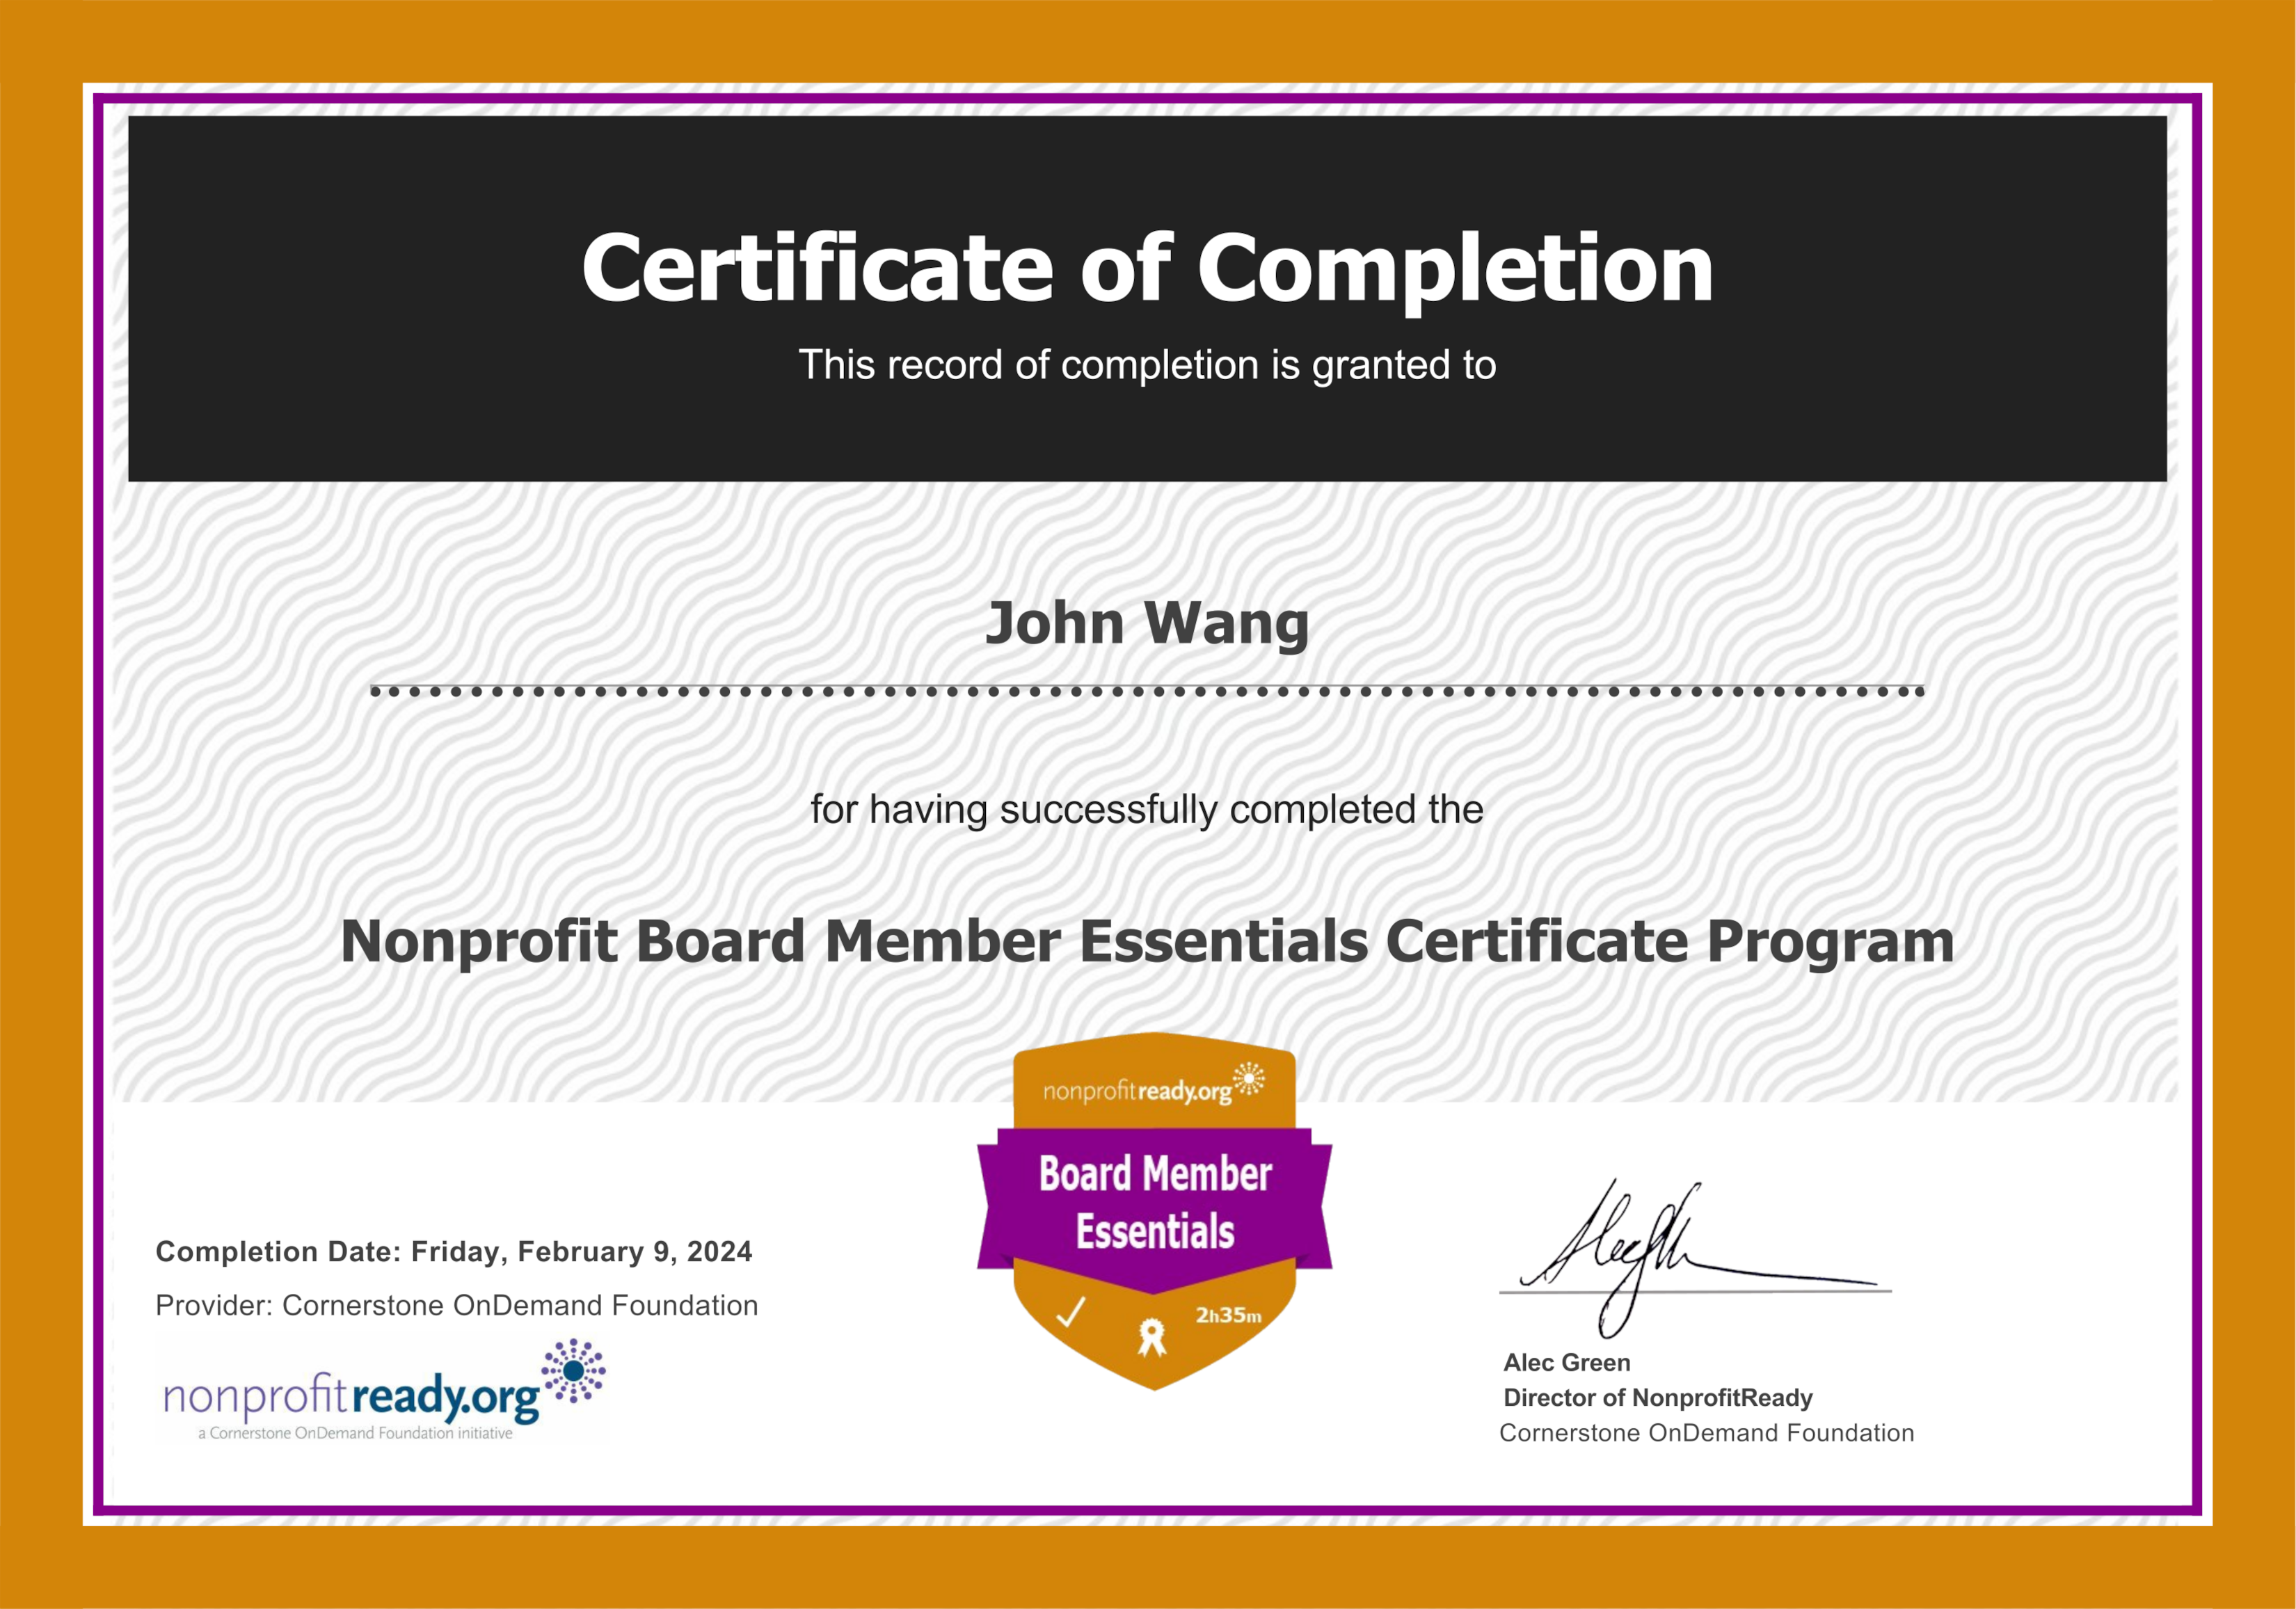 Certificate of Completion
This record of completion is granted to
John Wang
for having successfully completed the
Nonprofit Board Member Essentials Certificate Program
nonprofitready.org
Board Member
Essentials
2h35m
Completion Date: Friday, February 9, 2024
Provider: Cornerstone OnDemand Foundation
nonprofitready.org
a Cornerstone OnDemand Foundation initiative
Alec Green
Director of NonprofitReady
Cornerstone OnDemand Foundation